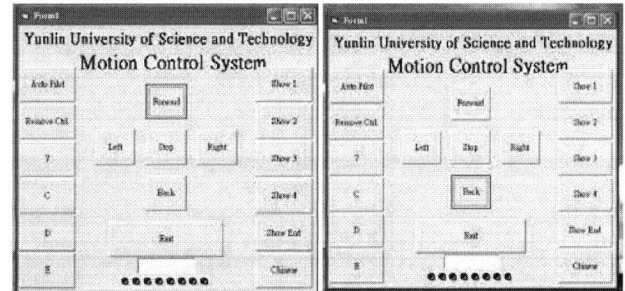 Form1
Yunlin University of Science and Technology
Motion Control System
Auto Pilot
Forward
Show 1
Remove Ctrl
Show 2
Left
Stop
Right
7
Show 3
C
Back
Show 4
D
Show End
E
Chinese
Form1
Yunlin University of Science and Technology
Motion Control System
Auto Pilot
Forward
Show 1
Remove Ctrl
Show 2
Left
Stop
Right
7
Show 3
C
Back
Show 4
D
Show End
E
Chinese